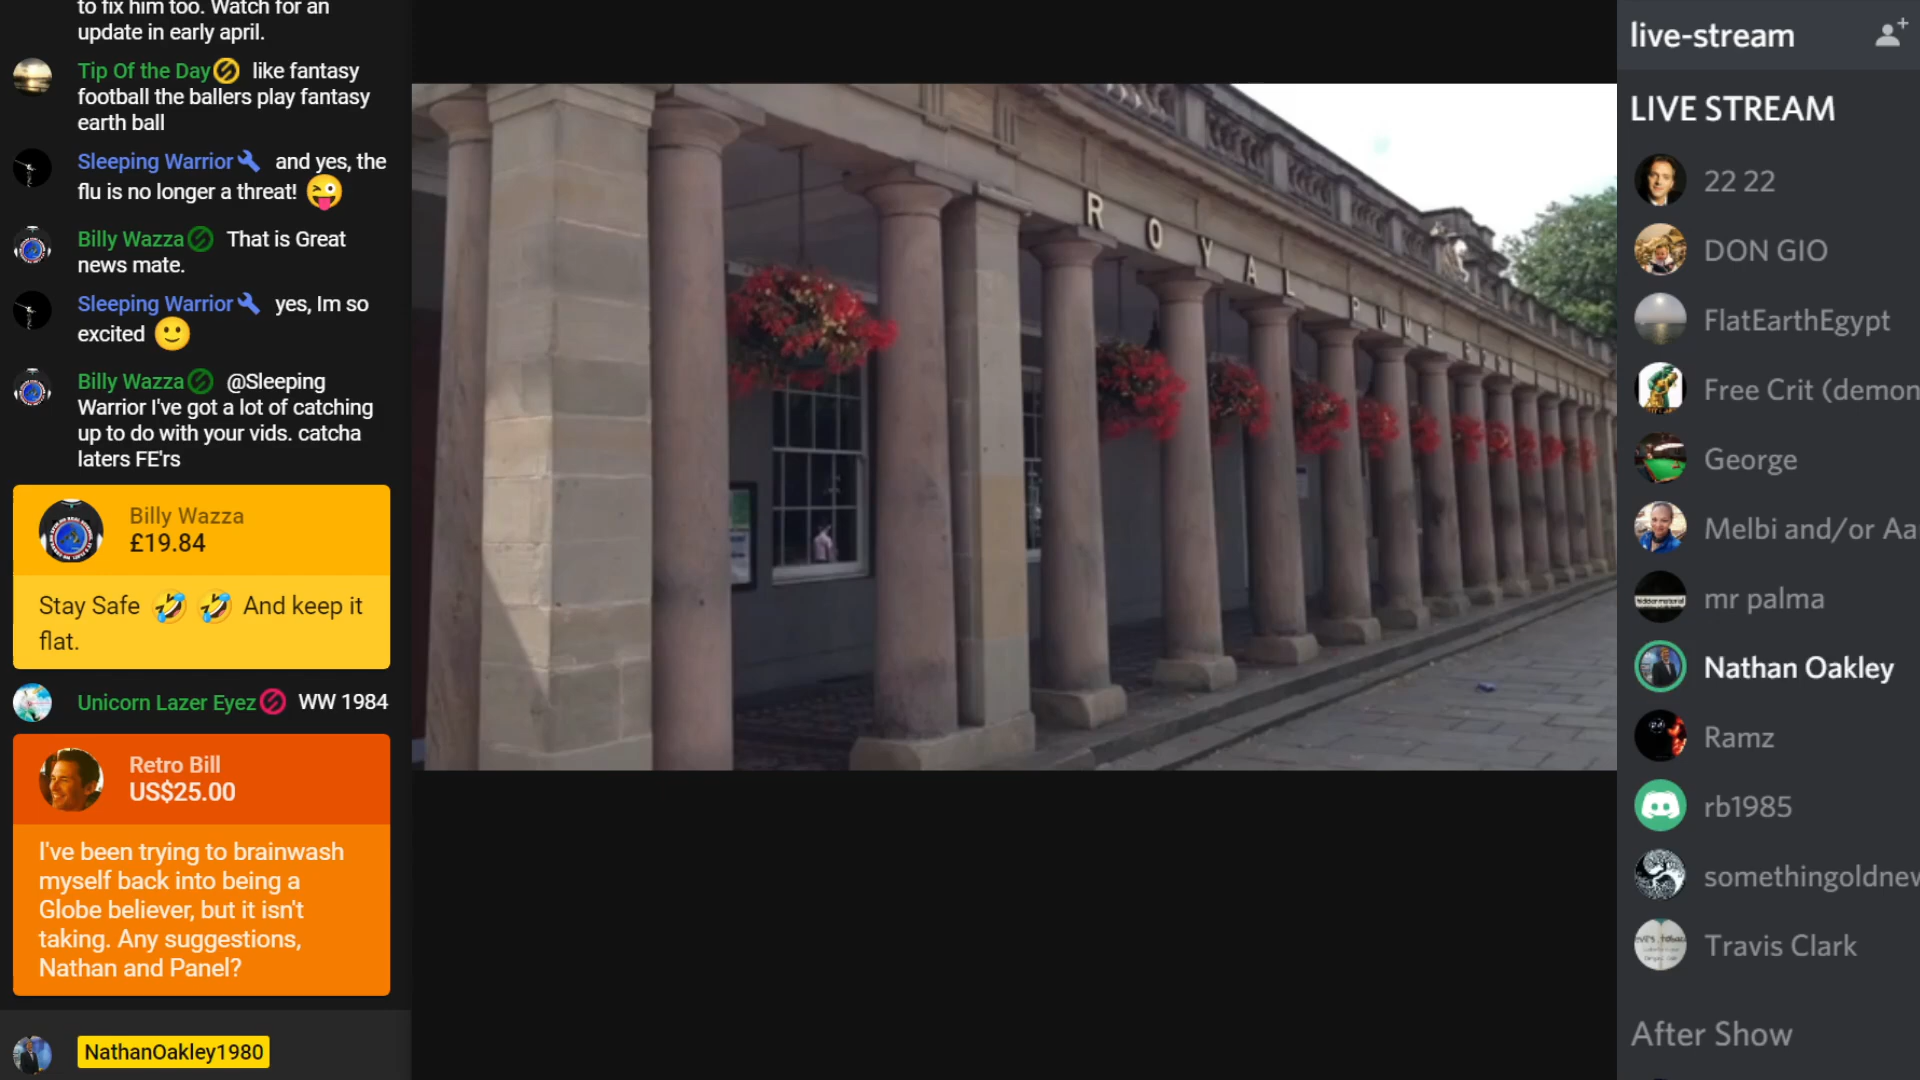 to fix him too. Watch for an
update in early april.
Tip Of the Day like fantasy
football the ballers play fantasy
earth ball
Sleeping Warrior and yes, the
flu is no longer a threat!
Billy Wazza That is Great
news mate.
Sleeping Warrior yes, Im so
excited
Billy Wazza @Sleeping
Warrior I've got a lot of catching
up to do with your vids. catcha
laters FE'rs
Billy Wazza
£19.84
Stay Safe 🤣 🤣 And keep it
flat.
Unicorn Lazer Eyez WW 1984
Retro Bill
US$25.00
I've been trying to brainwash
myself back into being a
Globe believer, but it isn't
taking. Any suggestions,
Nathan and Panel?
NathanOakley1980
ROYAL PUMP
live-stream
LIVE STREAM
22 22
DON GIO
FlatEarthEgypt
Free Crit (demon
George
Melbi and/or Aa
mr palma
Nathan Oakley
Ramz
rb1985
somethingoldnew
Travis Clark
After Show